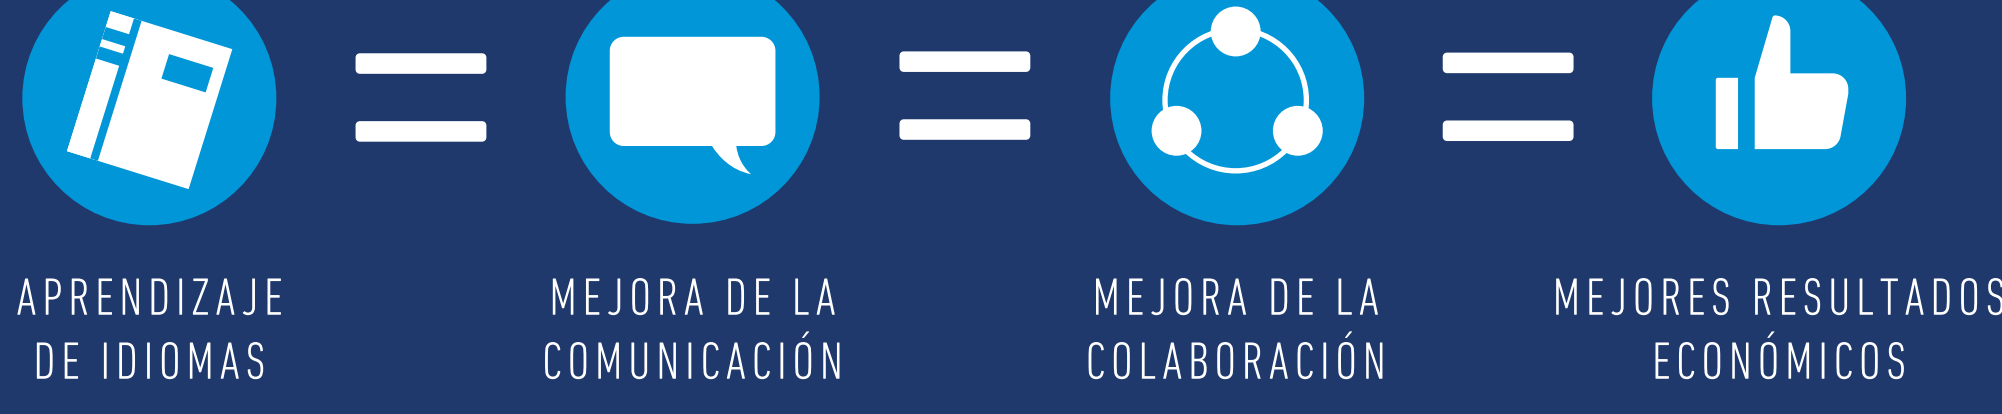 APRENDIZAJE
DE IDIOMAS
MEJORA DE LA
COMUNICACIÓN
MEJORA DE LA
COLABORACIÓN
MEJORES RESULTADOS
ECONÓMICOS